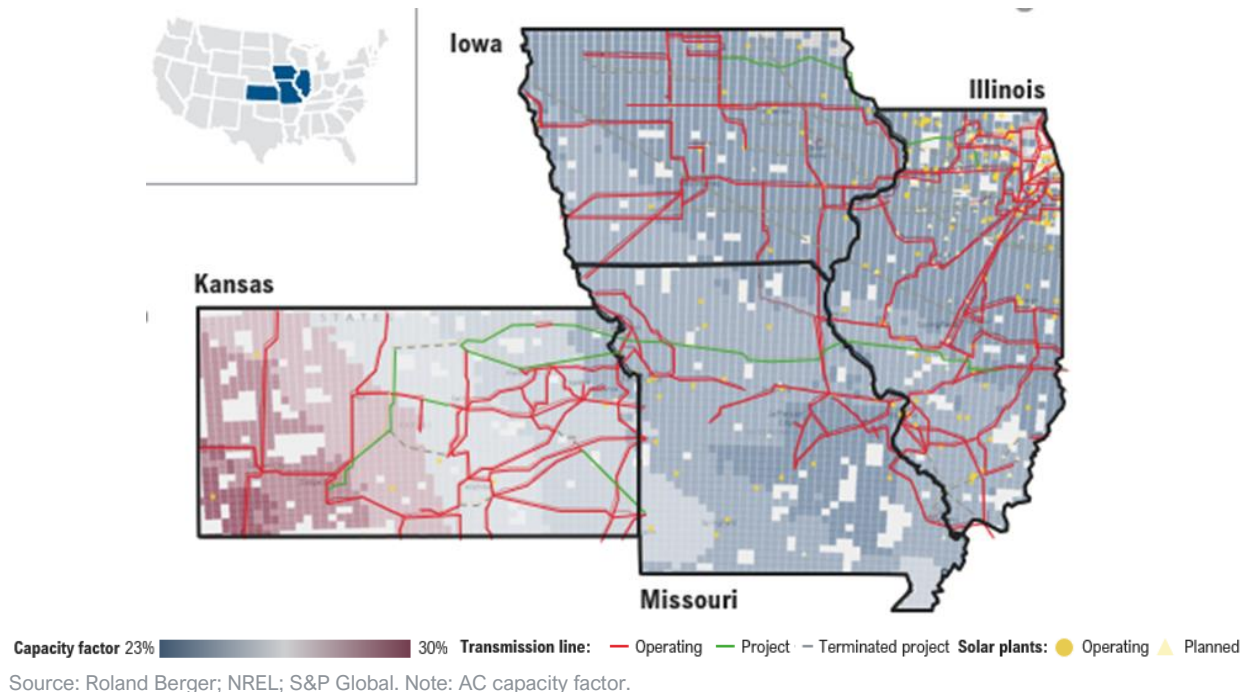 Iowa
Illinois
Kansas
STATE
Missouri
Capacity factor 23% 30% Transmission line: Operating Project Terminated project Solar plants: Operating Planned
Source: Roland Berger; NREL; S&P Global. Note: AC capacity factor.